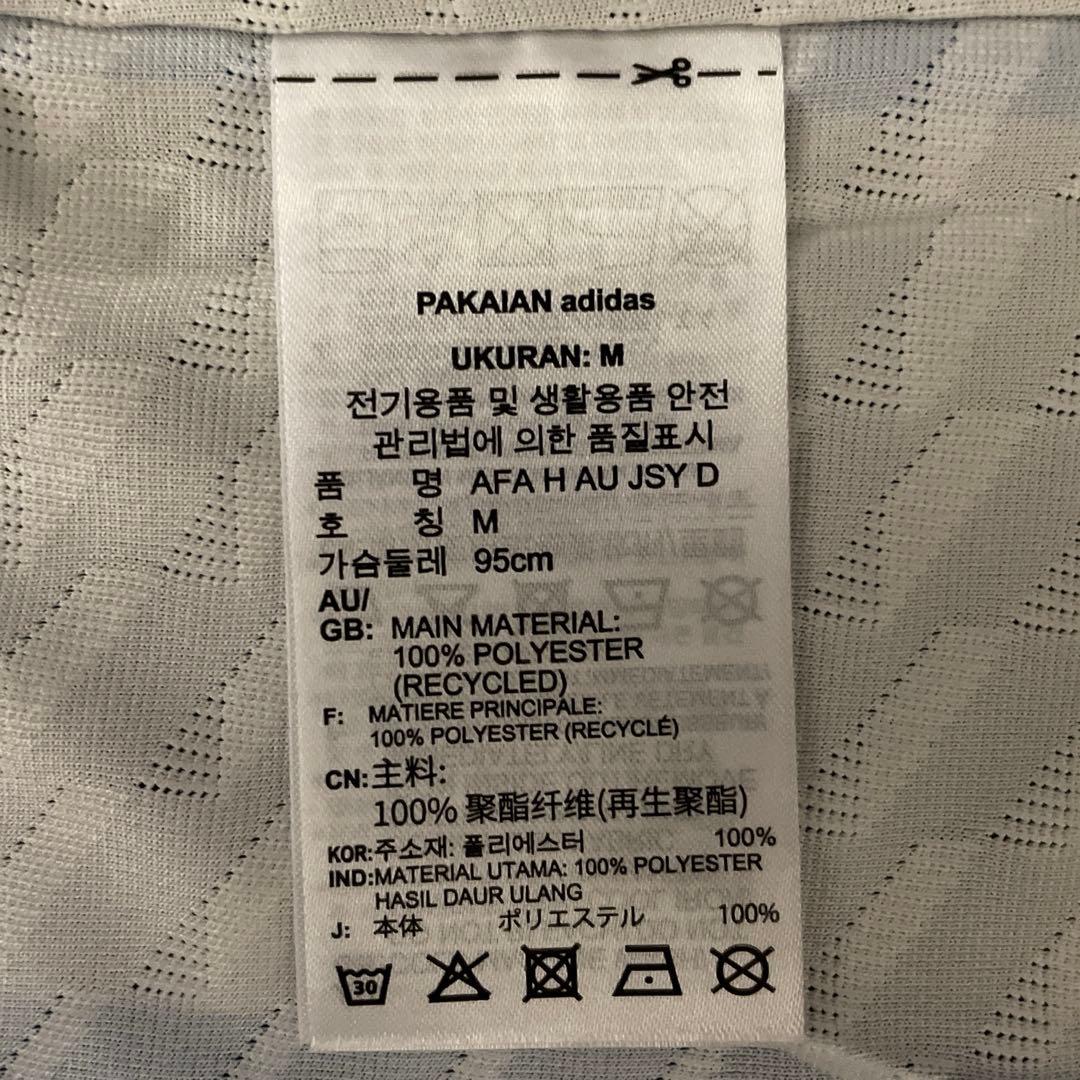 PAKAIAN adidas
UKURAN: M
전기용품 및 생활용품 안전
관리법에 의한 품질표시
품 명 AFA H AU JSY D
호 칭 M
가슴둘레 95cm
AU/
GB: MAIN MATERIAL:
100% POLYESTER
(RECYCLED)
F: MATIERE PRINCIPALE:
100% POLYESTER (RECYCLÉ)
CN:主料:
100% 聚酯纤维(再生聚酯)
KOR:주소재: 폴리에스터 100%
IND:MATERIAL UTAMA: 100% POLYESTER
HASIL DAUR ULANG
J: 本体 ポリエステル 100%
30